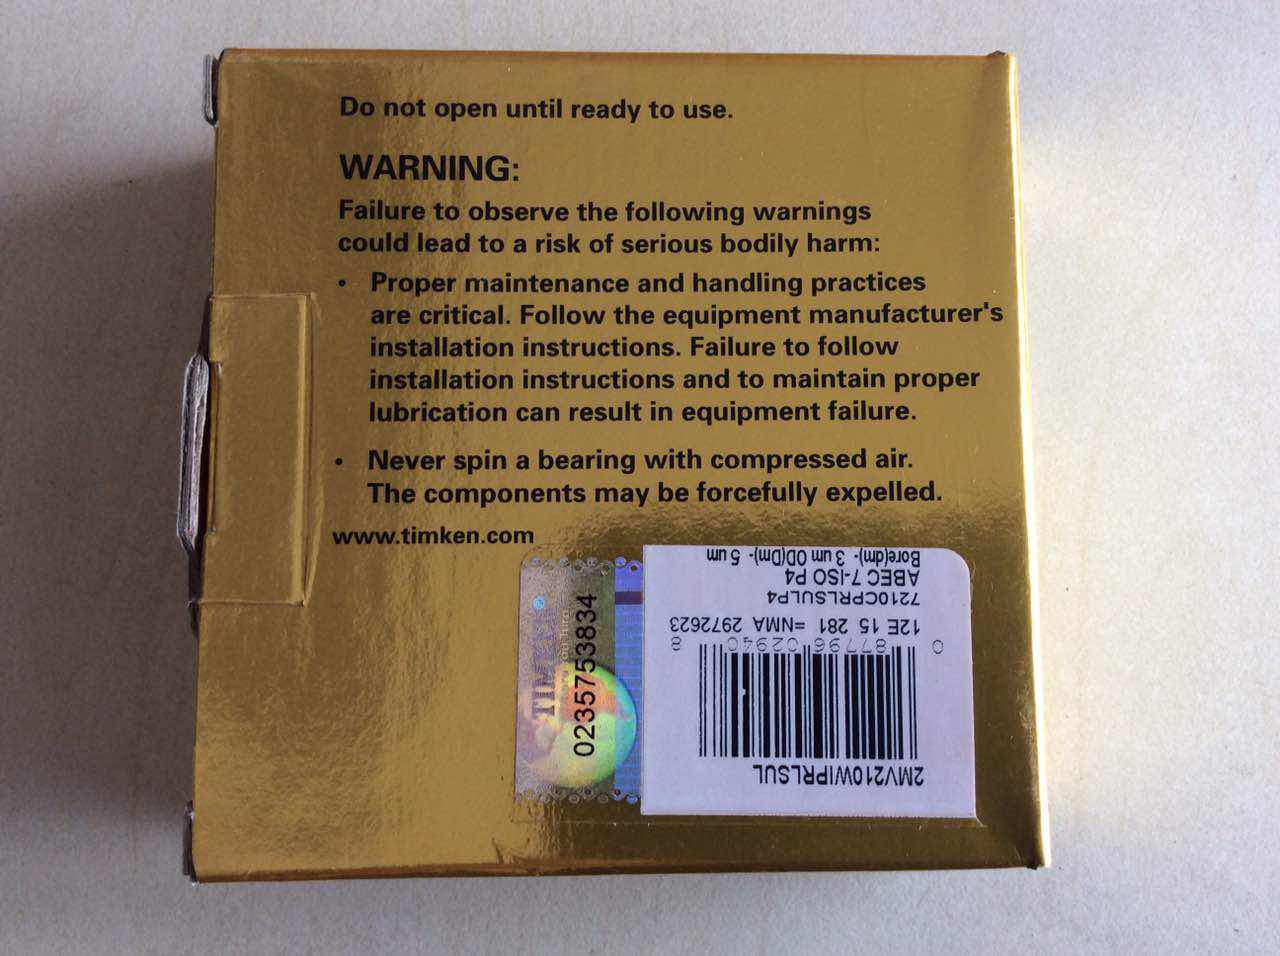 Do not open until ready to use.
WARNING:
Failure to observe the following warnings
could lead to a risk of serious bodily harm:
• Proper maintenance and handling practices
are critical. Follow the equipment manufacturer's
installation instructions. Failure to follow
installation instructions and to maintain proper
lubrication can result in equipment failure.
• Never spin a bearing with compressed air.
The components may be forcefully expelled.
www.timken.com
TIMKEN
0235753834
2MV210WIPRLSUL
0 87796 02940 8
12E 15 281 =NMA 2972623
7210CPRLSULP4
ABEC 7-ISO P4
Bore(dm)- 3 um OD(Dm)- 5 um